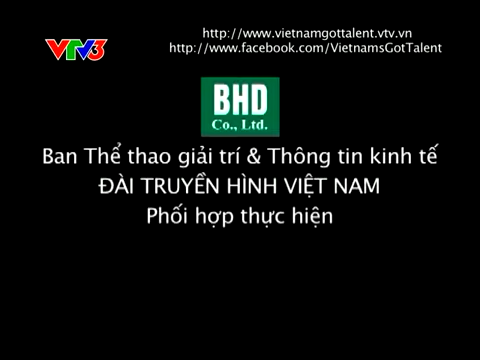 VTV3
http://www.vietnamgottalent.vtv.vn
http://www.facebook.com/VietnamsGotTalent
BHD
Co., Ltd.
Ban Thể thao giải trí & Thông tin kinh tế
ĐÀI TRUYỀN HÌNH VIỆT NAM
Phối hợp thực hiện